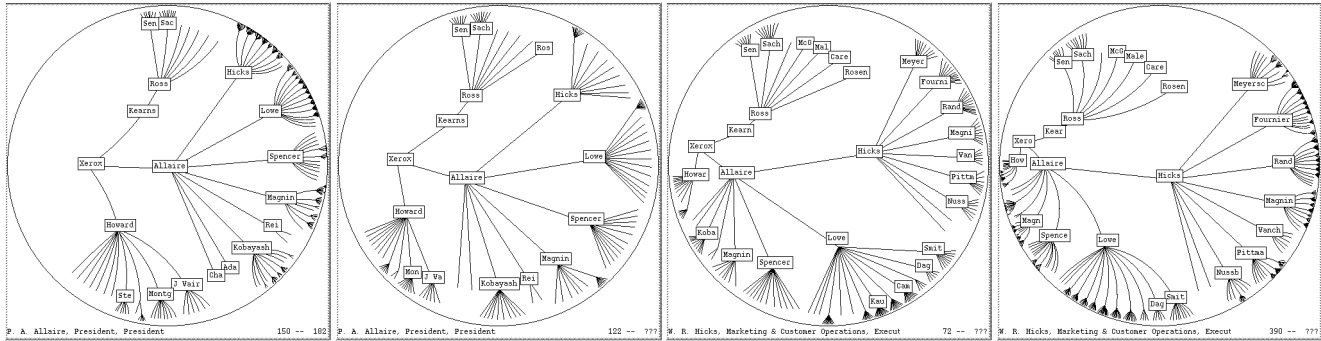 Sen Sac
Hicks
Ross
Kearns
Lowe
Spencer
Xerox
Allaire
Magnin
Howard
Rei
Kobayash
Ada
Cha
J Vair
Ste
Montg
P. A. Allaire, President, President 150 -- 182
Sen Sach
Ros
Ross
Hicks
Kearns
Xerox
Lowe
Allaire
Howard
Spencer
Magnin
Mon J Va
Kobayash Rei
P. A. Allaire, President, President 122 -- ???
Sen Sach
McG Mal
Care
Rosen
Meyer
Fourni
Ross
Rand
Kearn
Magni
Xerox
Hicks
Van
Howar
Allaire
Pittm
Nuss
Koba
Lowe
Magnin
Spencer
Smit
Dag
Cam
Kau
W. R. Hicks, Marketing & Customer Operations, Execut 72 -- ???
Sen Sach
McG Male
Care
Rosen
Meyersc
Ross
Fournier
Kear
Xero
How
Allaire
Rand
Hicks
Magnin
Magn
Spence
Lowe
Vanch
Pittma
Nussb
Smit
Dag
W. R. Hicks, Marketing & Customer Operations, Execut 390 -- ???